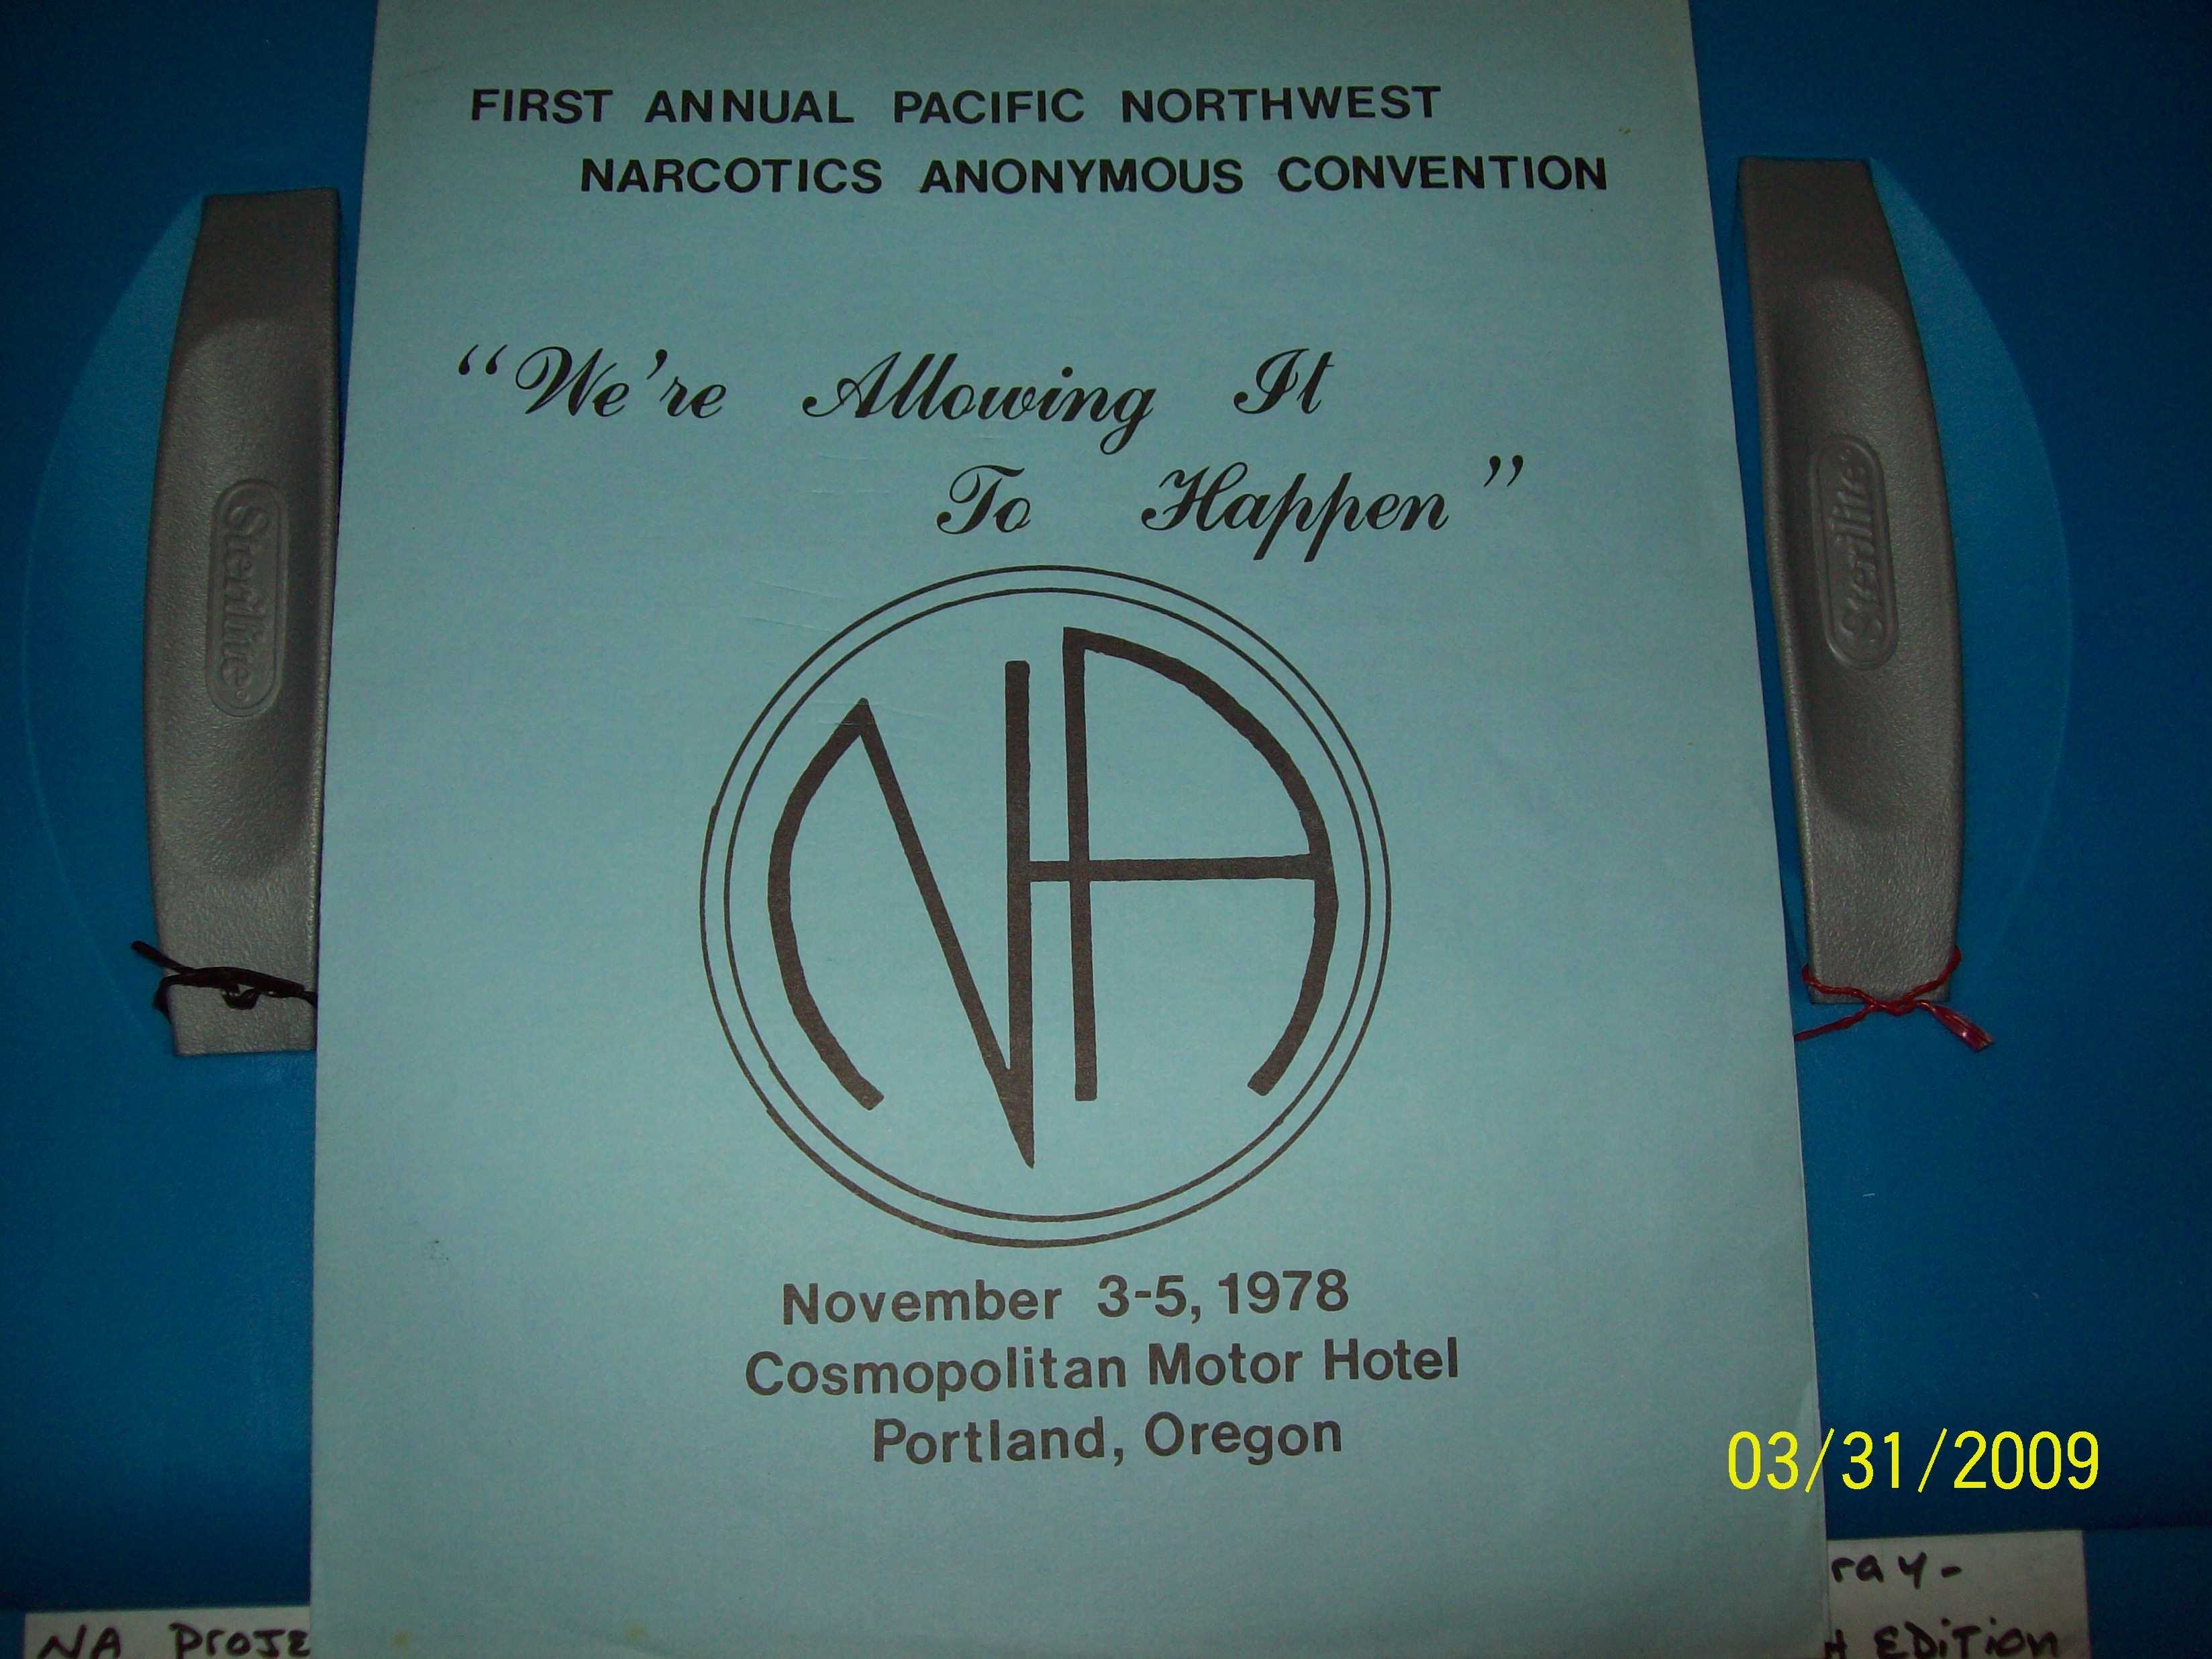 FIRST ANNUAL PACIFIC NORTHWEST
NARCOTICS ANONYMOUS CONVENTION
“We're Allowing It
To Happen”
NA
November 3-5, 1978
Cosmopolitan Motor Hotel
Portland, Oregon
Sterilite
Sterilite
03/31/2009
NA
EDITION